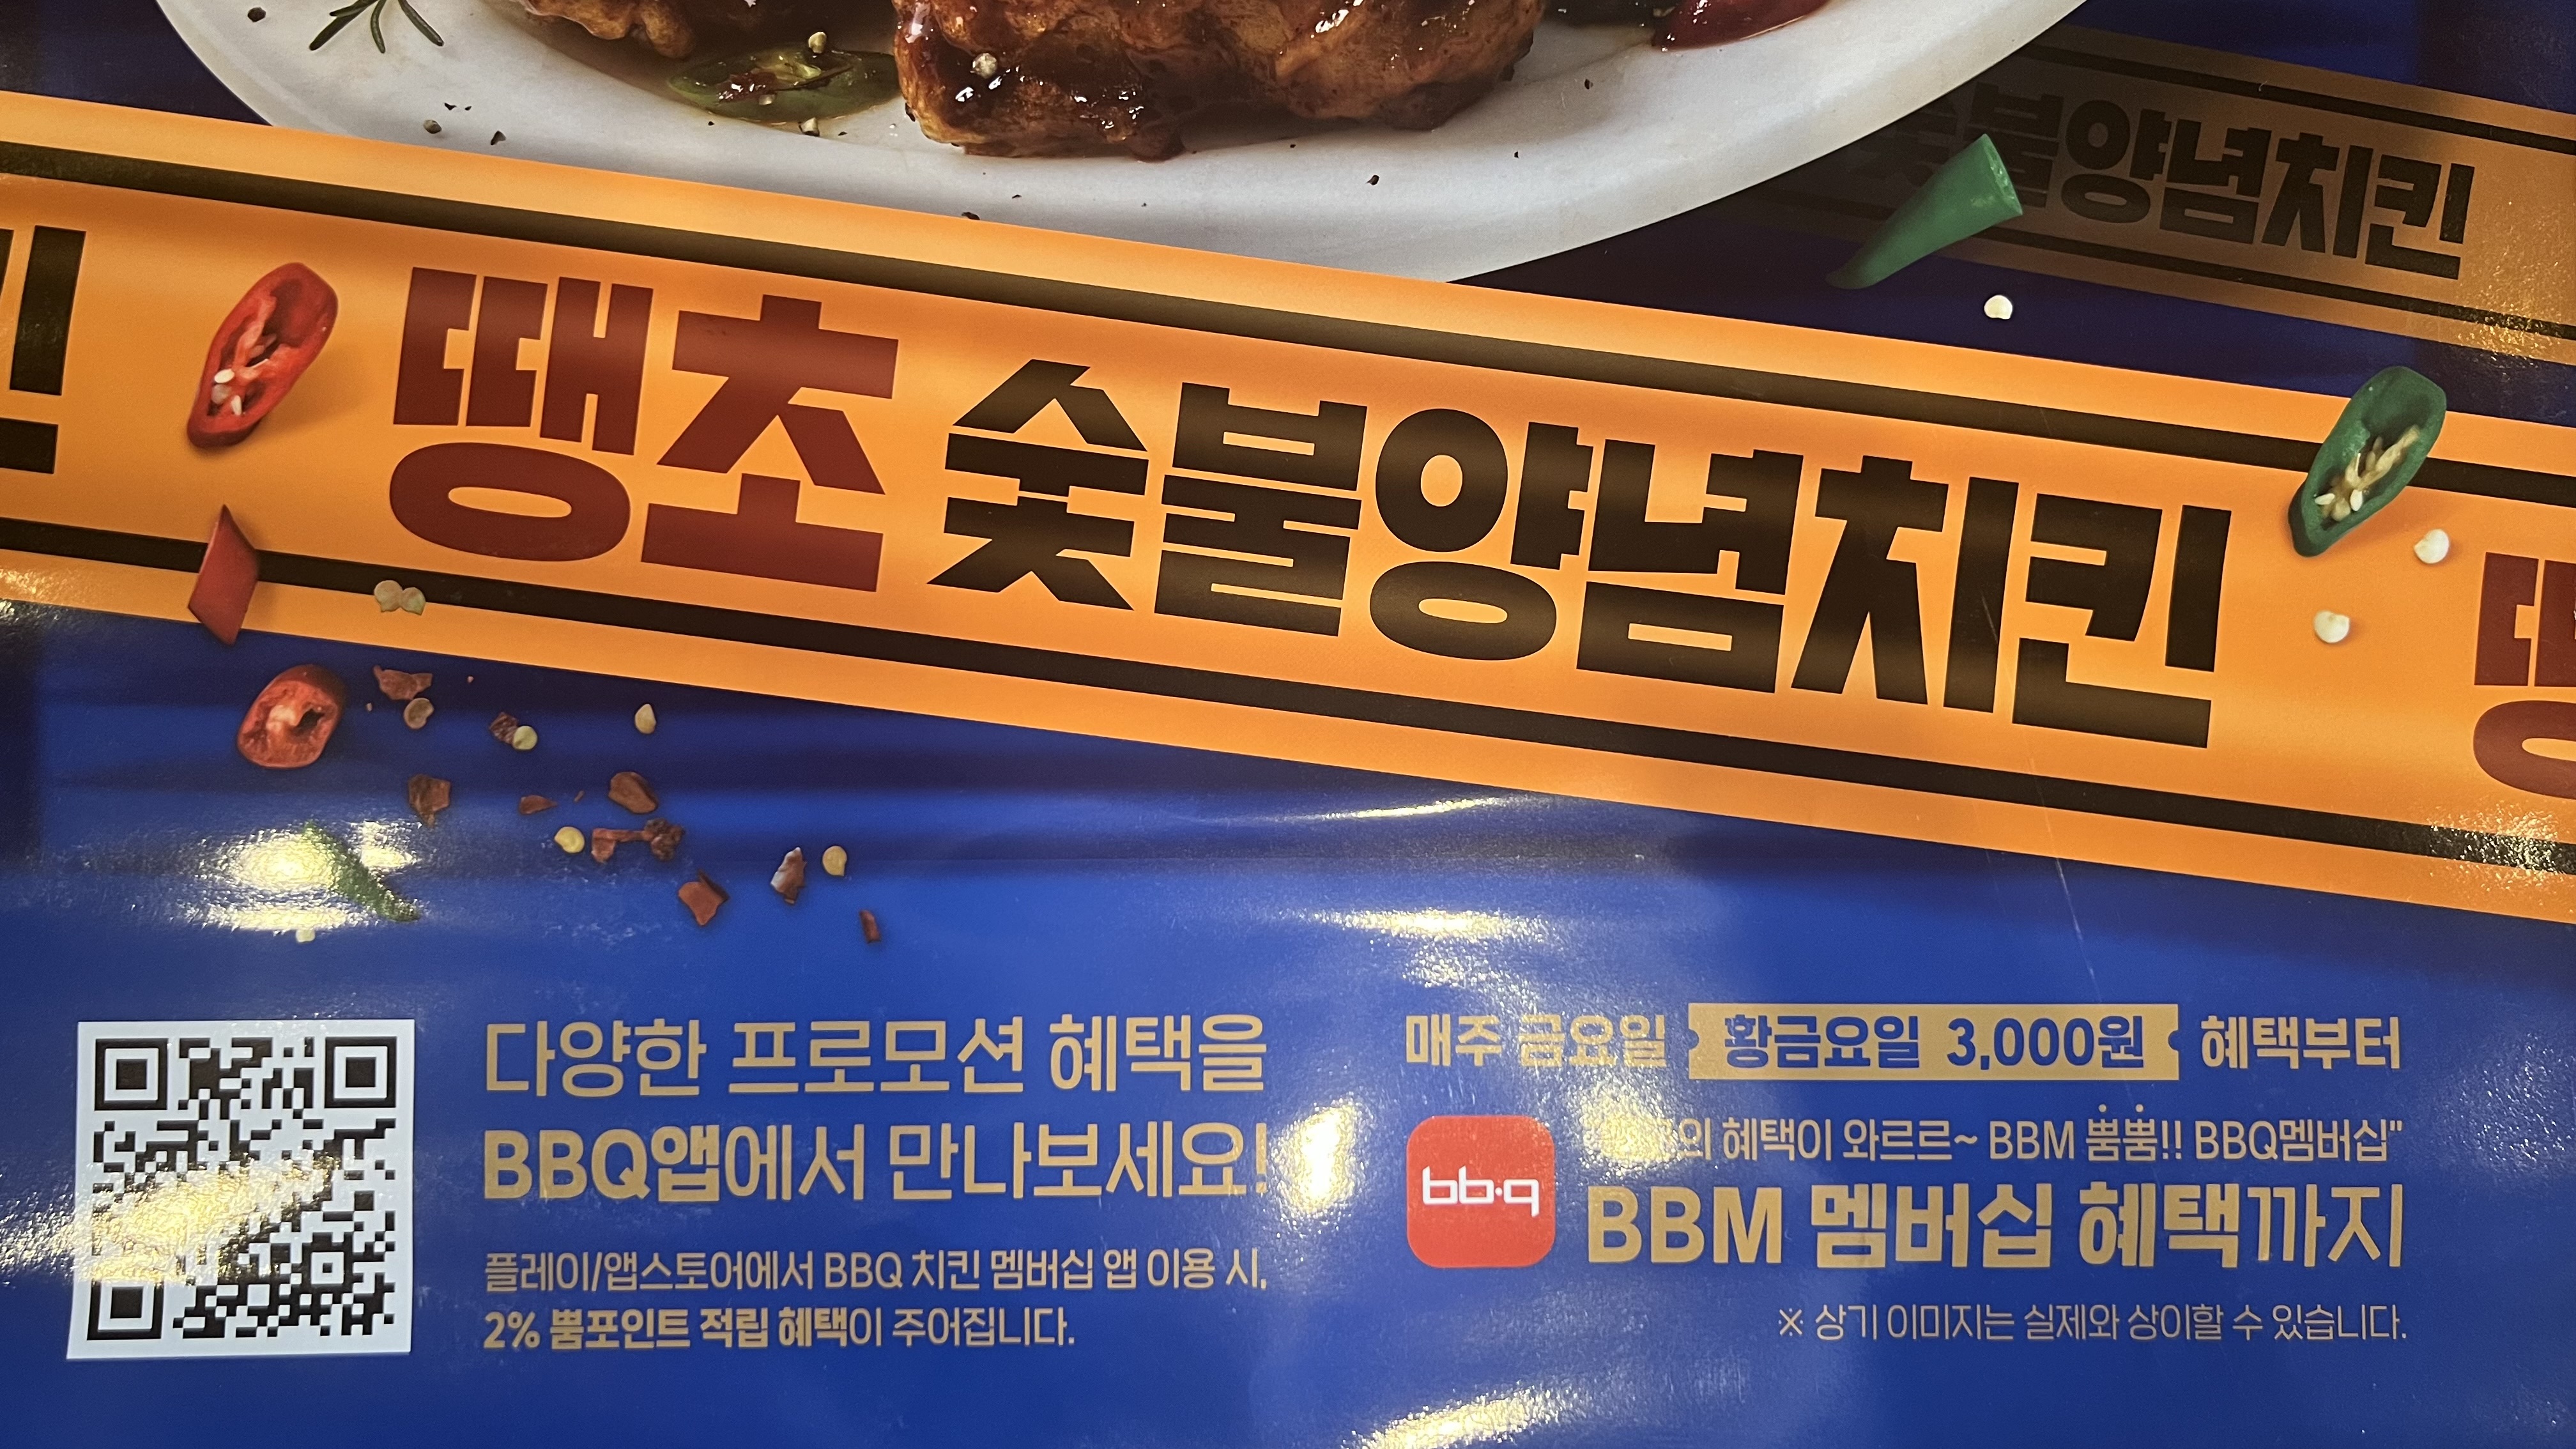 숯불양념치킨
땡초 숯불양념치킨
다양한 프로모션 혜택을
BBQ앱에서 만나보세요!
플레이/앱스토어에서 BBQ 치킨 멤버십 앱 이용 시,
2% 뿜포인트 적립 혜택이 주어집니다.
매주 금요일 황금요일 3,000원 혜택부터
의 혜택이 와르르~ BBM 뿜뿜!! BBQ멤버십"
bb·q
BBM 멤버십 혜택까지
※ 상기 이미지는 실제와 상이할 수 있습니다.